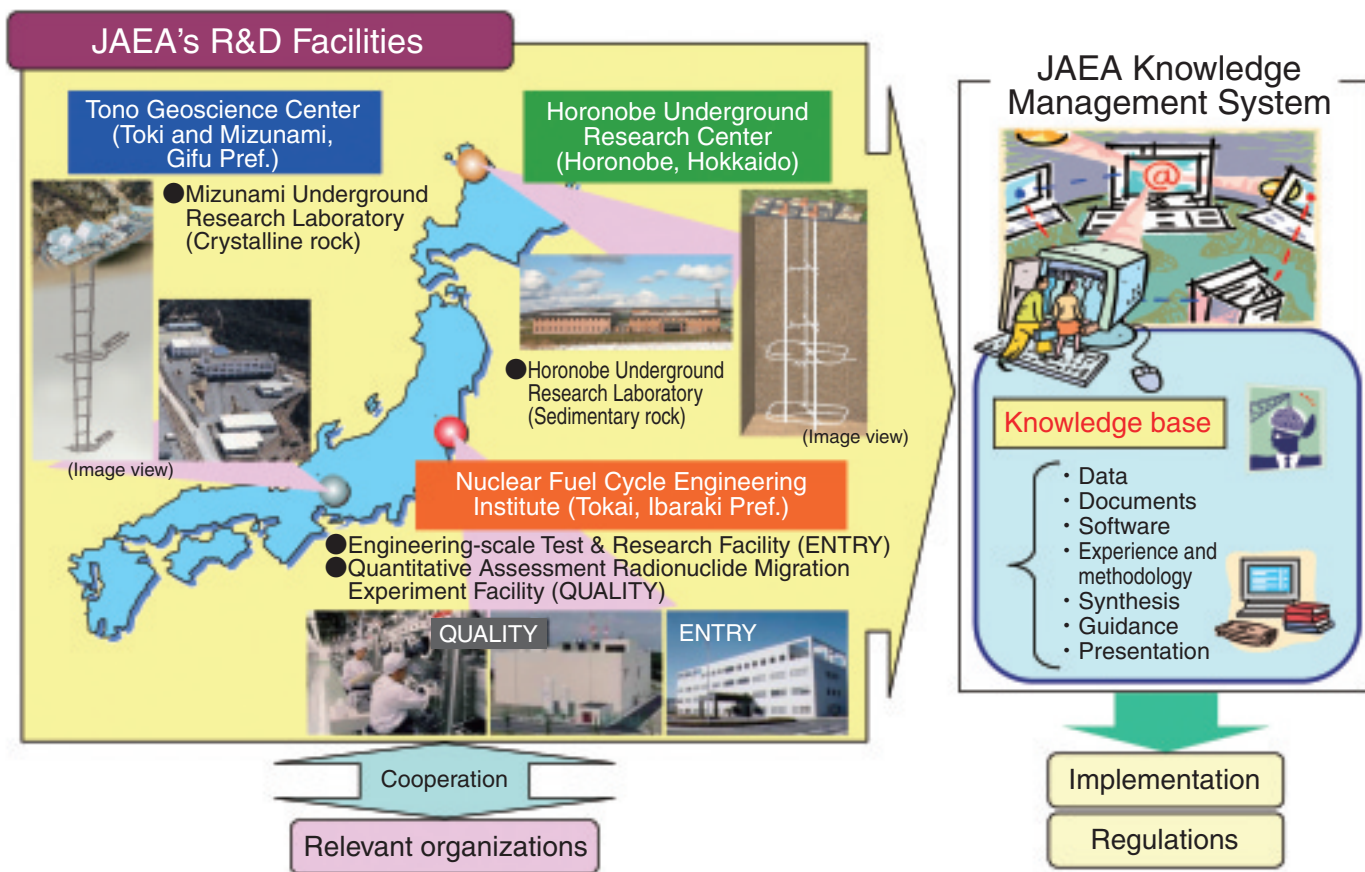 JAEA's R&D Facilities
Tono Geoscience Center
(Toki and Mizunami,
Gifu Pref.)
●Mizunami Underground
Research Laboratory
(Crystalline rock)
(Image view)
Horonobe Underground
Research Center
(Horonobe, Hokkaido)
●Horonobe Underground
Research Laboratory
(Sedimentary rock)
(Image view)
Nuclear Fuel Cycle Engineering
Institute (Tokai, Ibaraki Pref.)
●Engineering-scale Test & Research Facility (ENTRY)
●Quantitative Assessment Radionuclide Migration
Experiment Facility (QUALITY)
QUALITY
ENTRY
Cooperation
Relevant organizations
JAEA Knowledge
Management System
@
Knowledge base
・Data
・Documents
・Software
・Experience and
methodology
・Synthesis
・Guidance
・Presentation
Implementation
Regulations